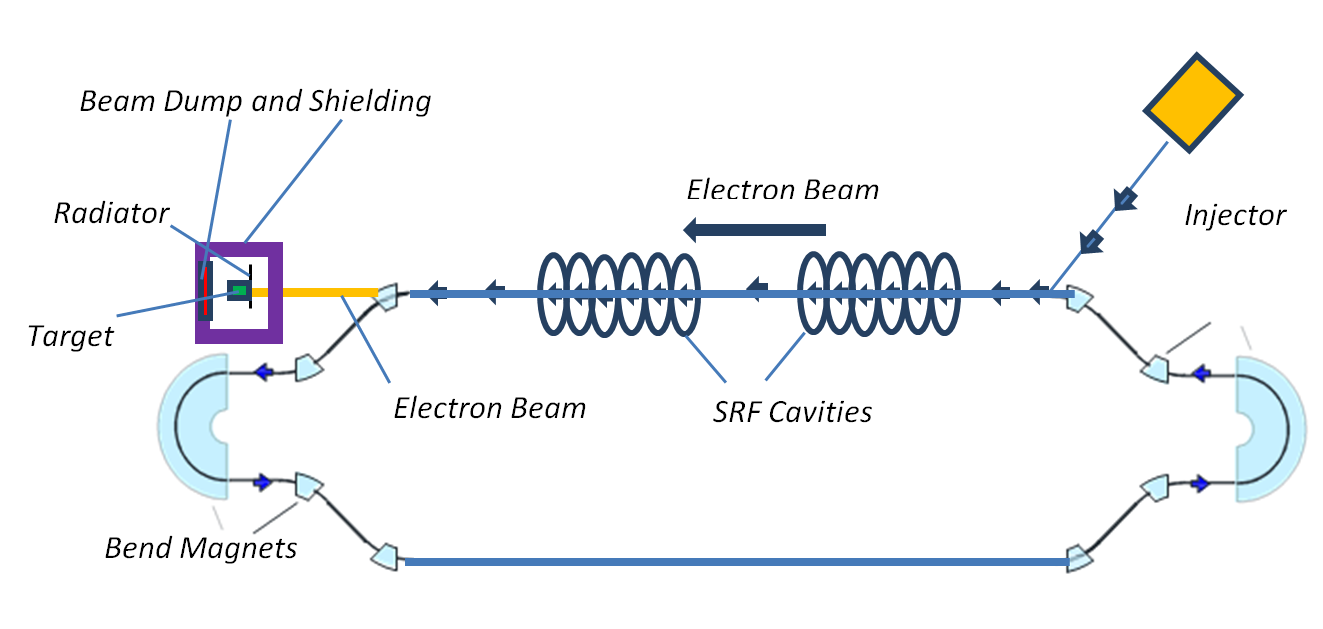 Beam Dump and Shielding
Electron Beam
Radiator
Injector
Target
Electron Beam
SRF Cavities
Bend Magnets